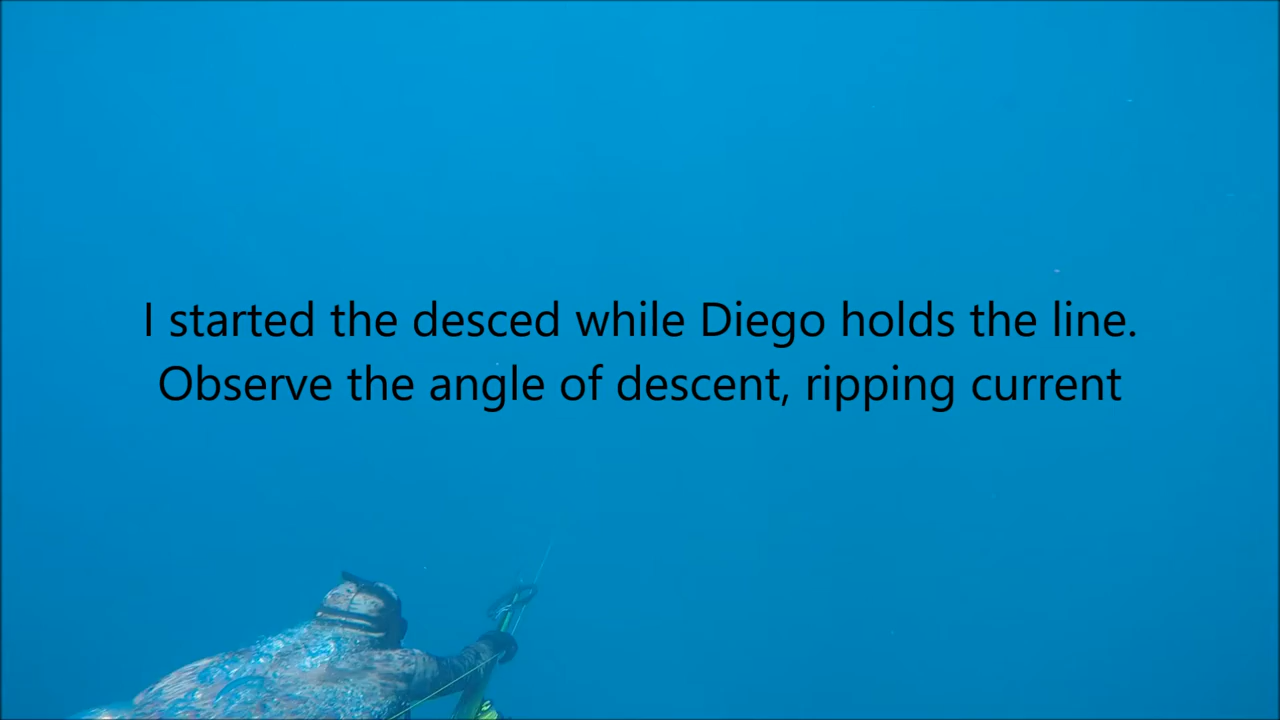 I started the desced while Diego holds the line.
Observe the angle of descent, ripping current